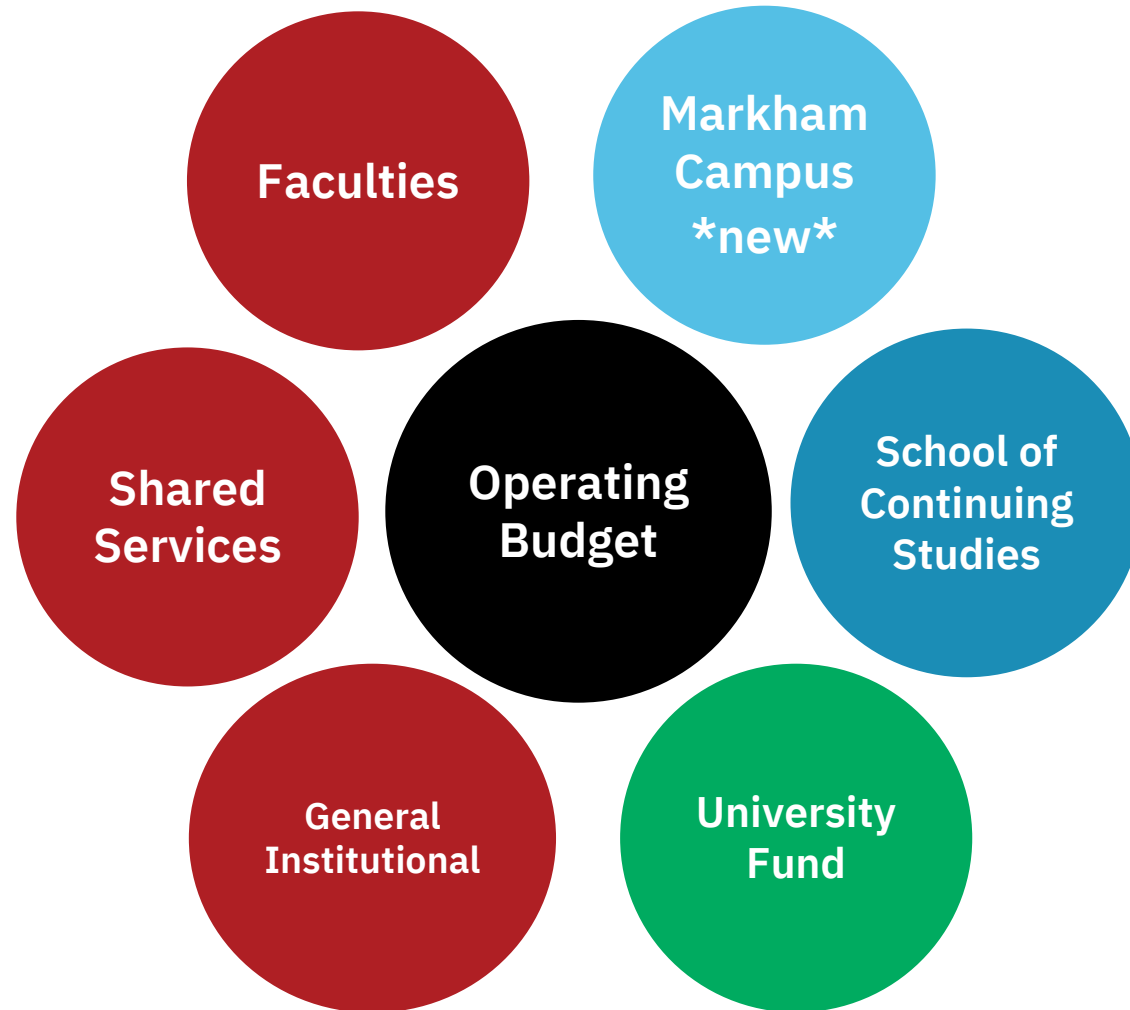 Faculties
Markham
Campus
*new*
Shared
Services
Operating
Budget
School of
Continuing
Studies
General
Institutional
University
Fund